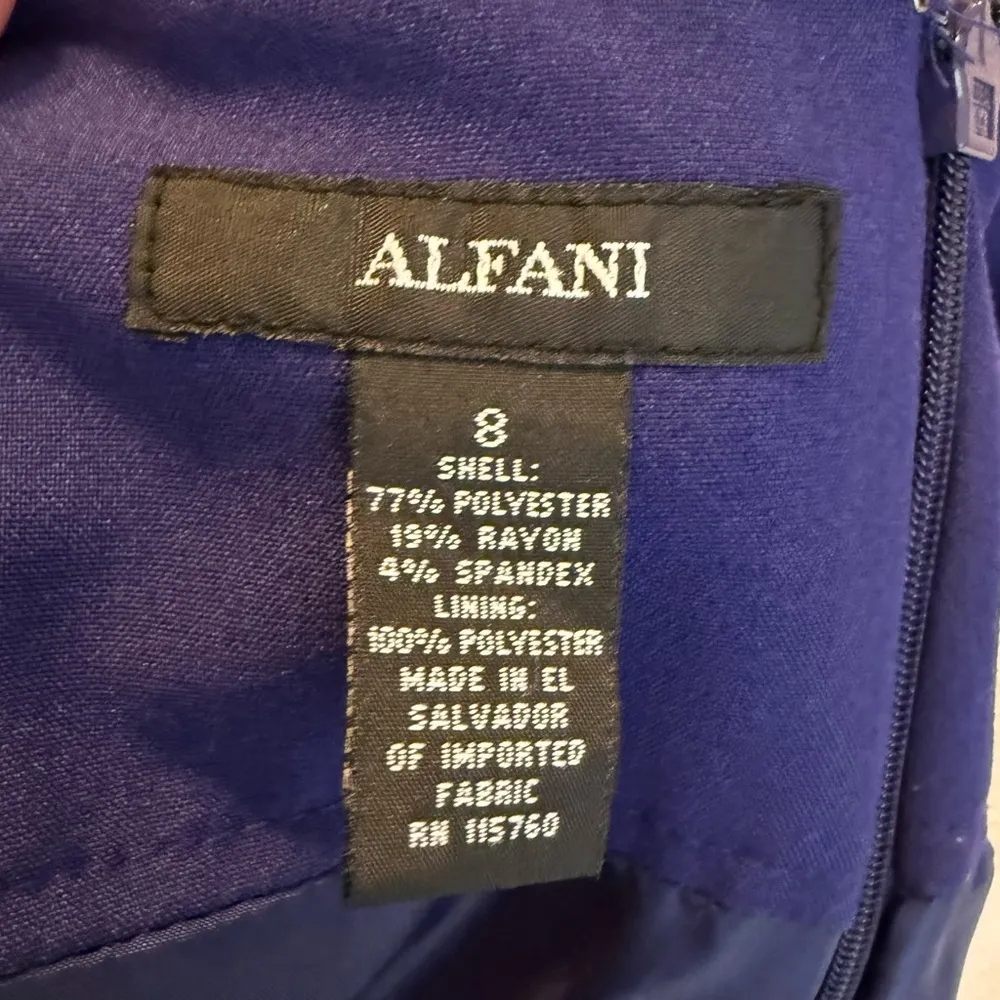 ALFANI
8
SHELL:
77% POLYESTER
19% RAYON
4% SPANDEX
LINING:
100% POLYESTER
MADE IN EL
SALVADOR
OF IMPORTED
FABRIC
RN 115760